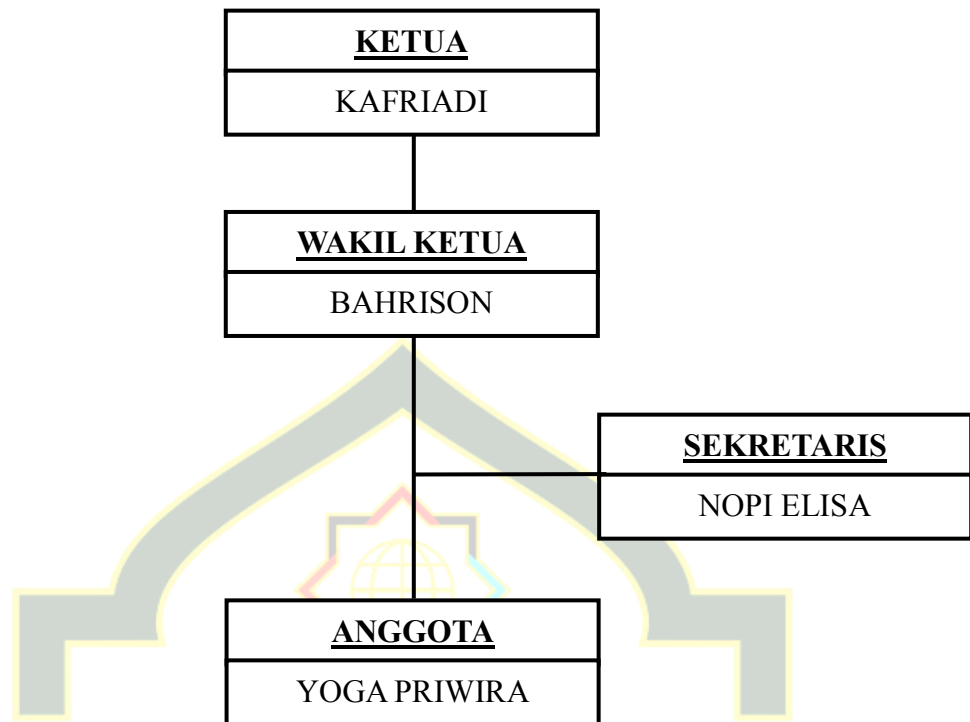 KETUA
KAFRIADI
WAKIL KETUA
BAHRISON
SEKRETARIS
NOPI ELISA
ANGGOTA
YOGA PRIWIRA